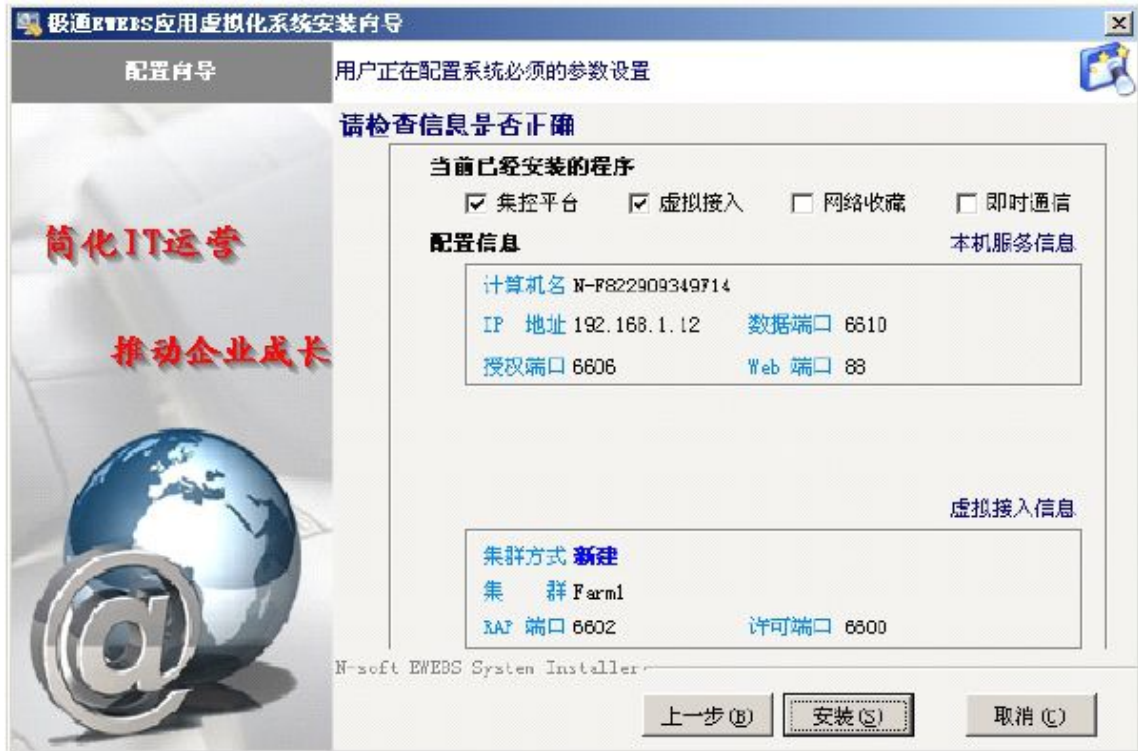 极通EWEBS应用虚拟化系统安装向导
配置向导
用户正在配置系统必须的参数设置
请检查信息是否正确
当前已经安装的程序
集控平台 虚拟接入 网络收藏 即时通信
配置信息 本机服务信息
计算机名 N-F822909349F14
IP 地址 192.168.1.12 数据端口 6610
授权端口 6606 Web 端口 88
简化IT运营
推动企业成长
虚拟接入信息
集群方式 新建
集 群 Farm1
RAP 端口 6602 许可端口 6600
N-soft EWEBS System Installer
上一步(B) 安装(S) 取消(C)